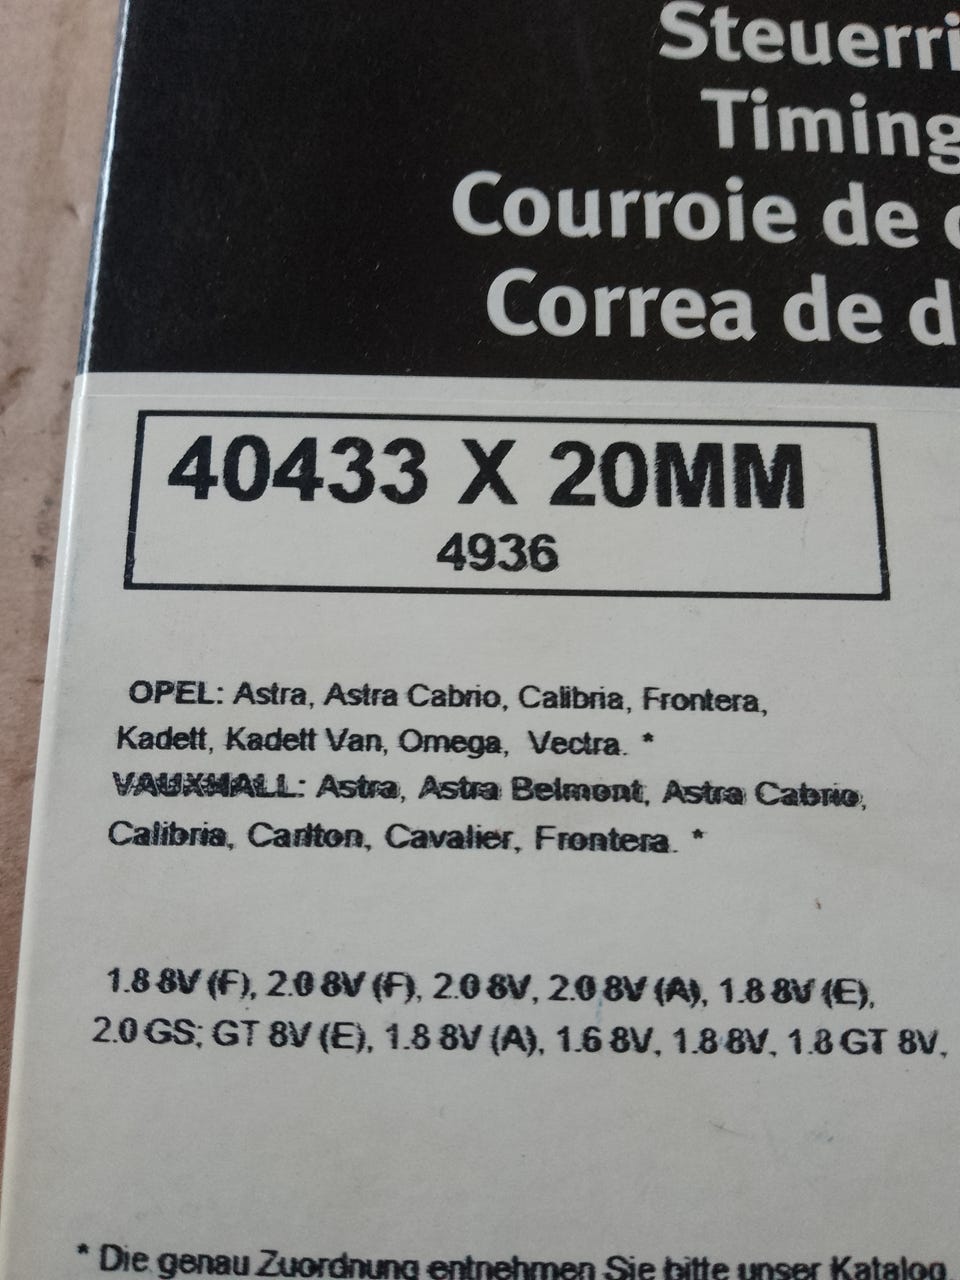 Steuerri
Timing
Courroie de
Correa de d
40433 X 20MM
4936
OPEL: Astra, Astra Cabrio, Calibria, Frontera,
Kadett, Kadett Van, Omega, Vectra. *
VAUXHALL: Astra, Astra Belmont, Astra Cabrio,
Calibria, Carlton, Cavalier, Frontera. *
1.8 8V (F), 2.0 8V (F), 2.0 8V, 2.0 8V (A), 1.8 8V (E),
2.0 GS; GT 8V (E), 1.8 8V (A), 1.6 8V, 1.8 8V, 1.8 GT 8V,
* Die genau Zuordnung entnehmen Sie bitte unser Katalog